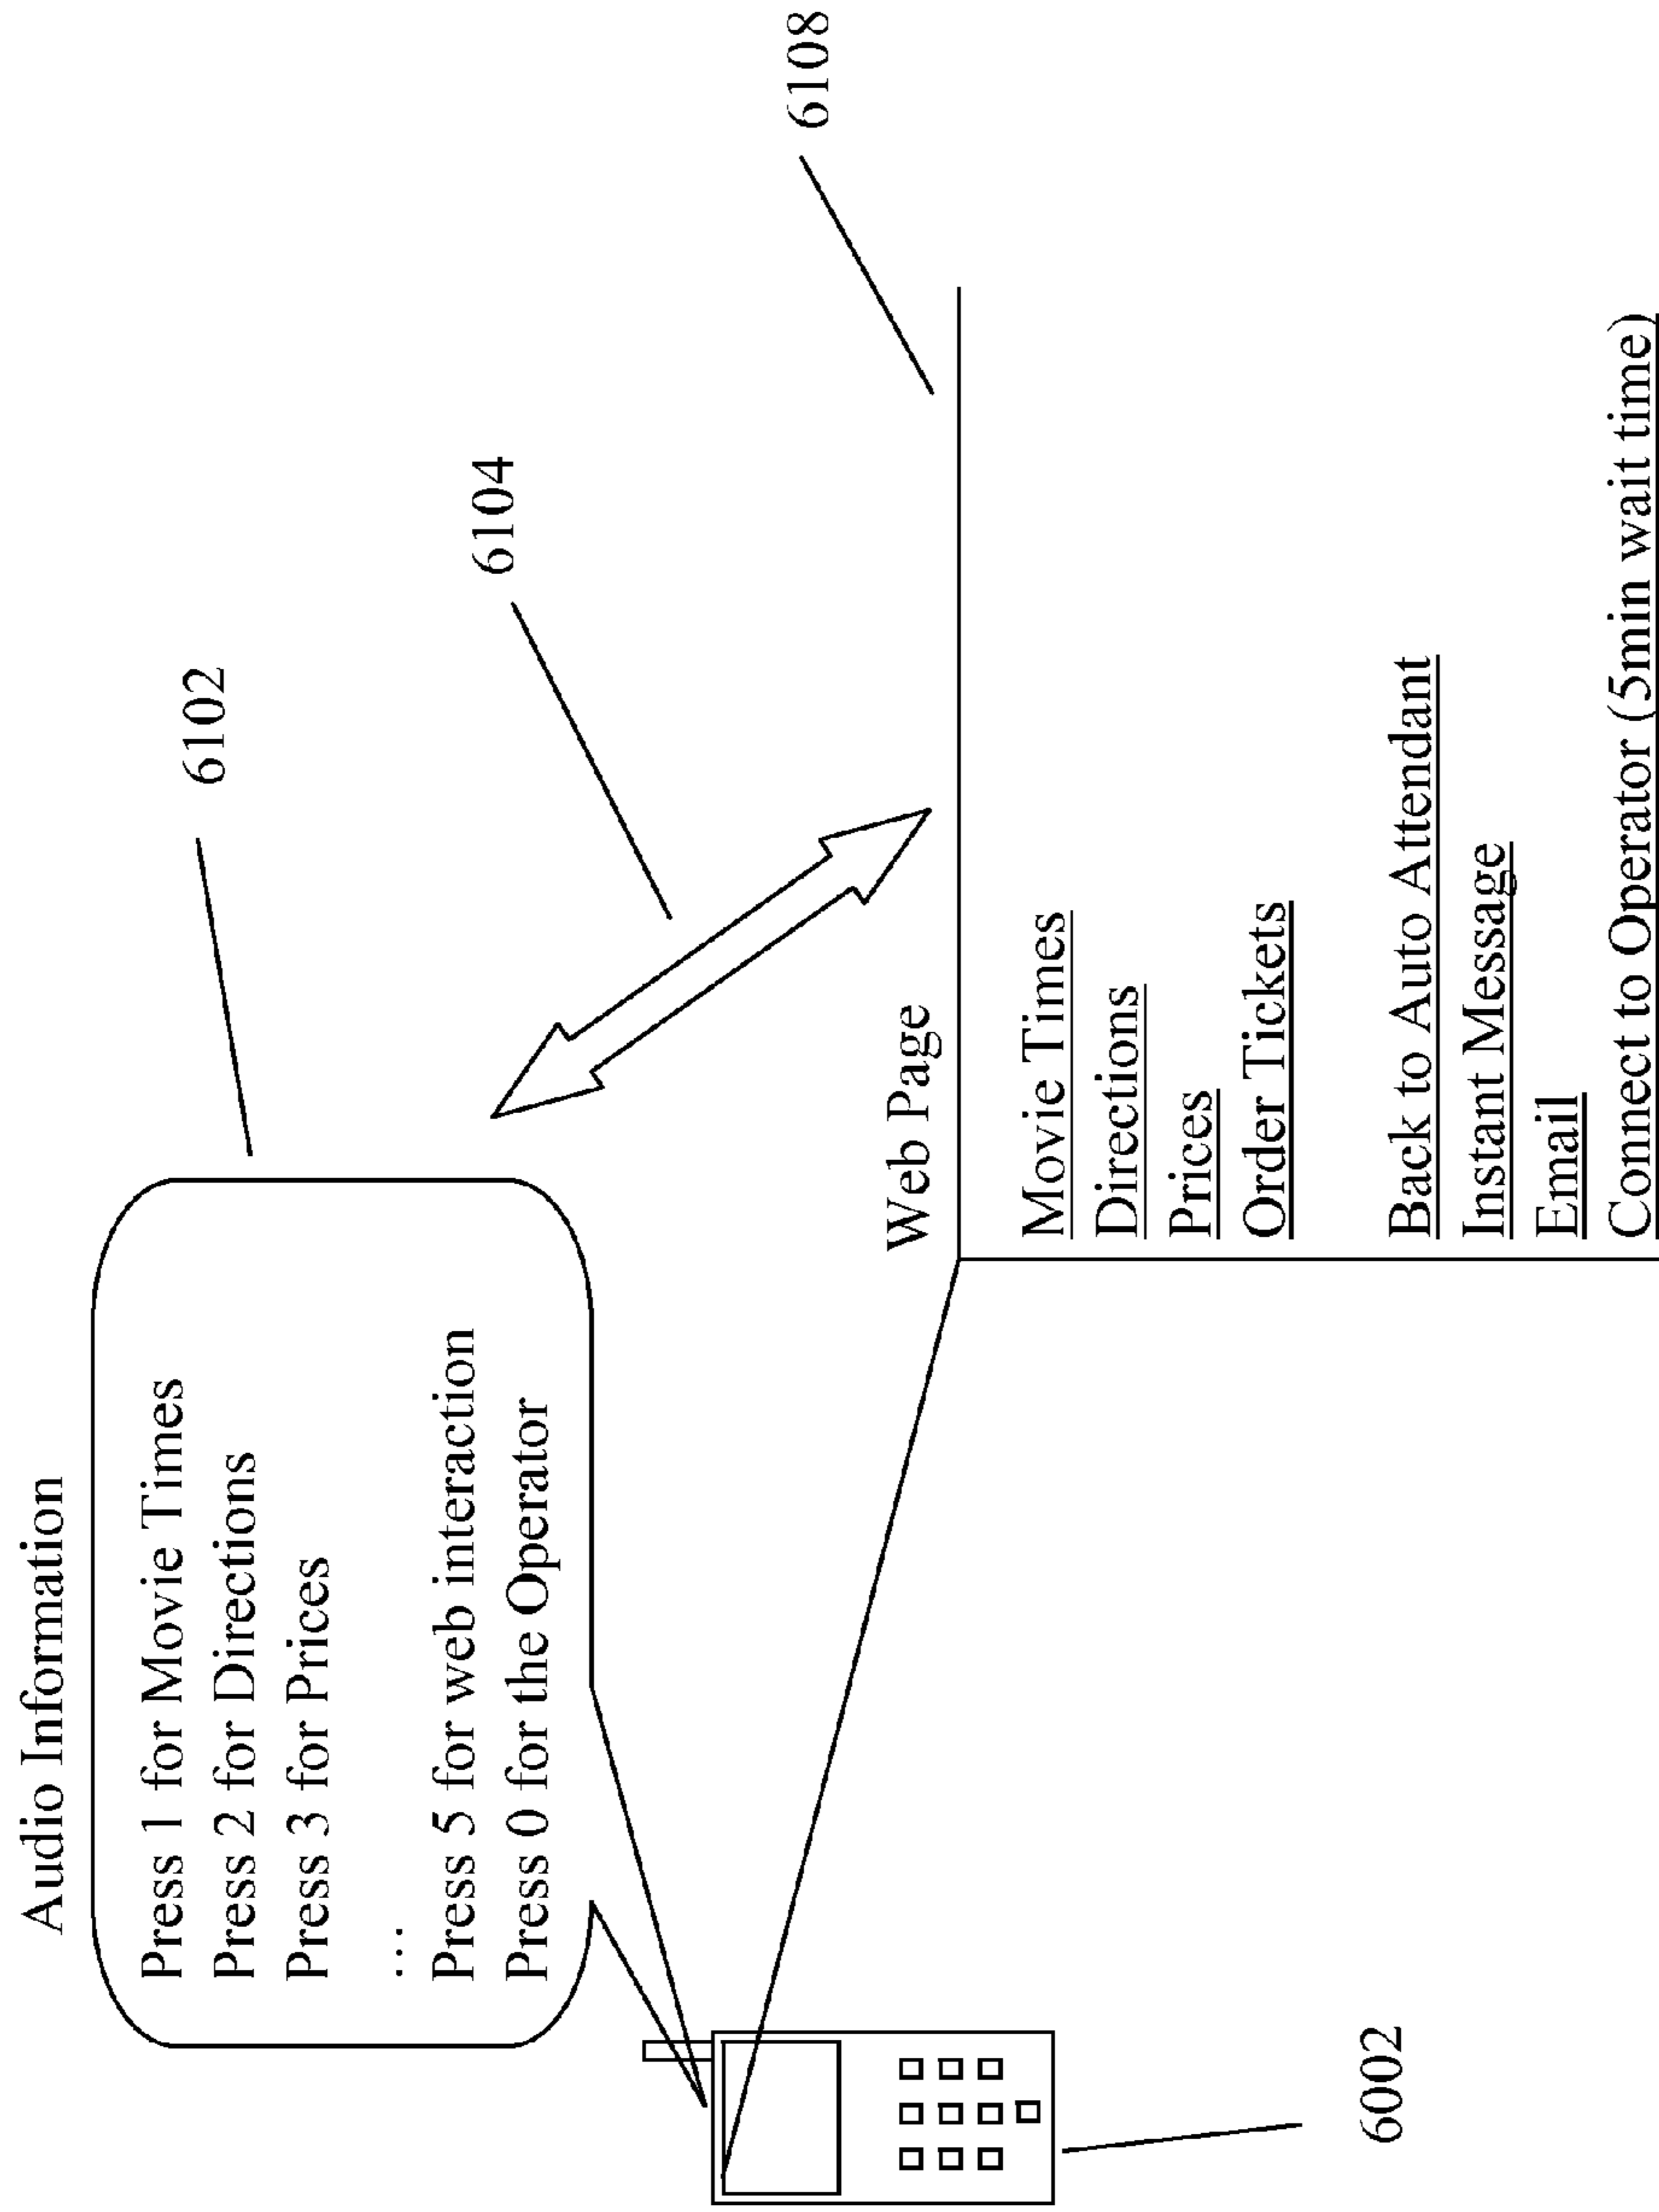 Audio Information
Press 1 for Movie Times
Press 2 for Directions
Press 3 for Prices
...
Press 5 for web interaction
Press 0 for the Operator
6102
6104
6108
6002
Web Page
Movie Times
Directions
Prices
Order Tickets
Back to Auto Attendant
Instant Message
Email
Connect to Operator (5min wait time)